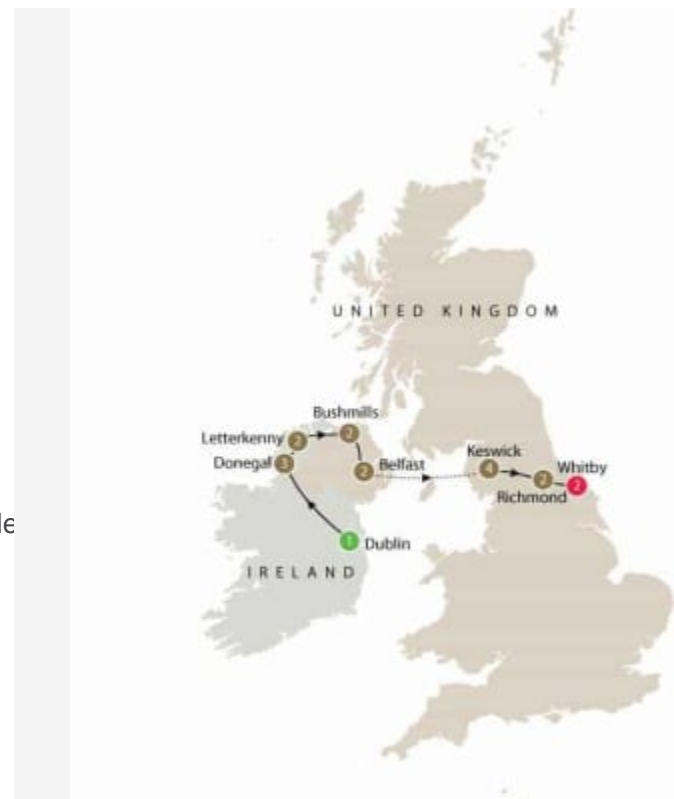 UNITED KINGDOM
Bushmills
2
Letterkenny 2
Donegal 3
2 Belfast
Keswick
4
2
Whitby
2
Richmond
1 Dublin
IRELAND
le